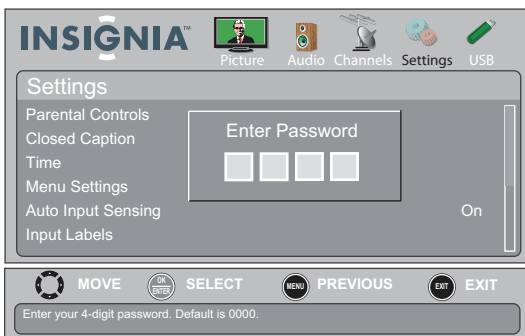 INSIGNIA™
Picture Audio Channels Settings USB
Settings
Parental Controls
Closed Caption
Time
Menu Settings
Auto Input Sensing On
Input Labels
Enter Password
MOVE OK ENTER SELECT MENU PREVIOUS EXIT EXIT
Enter your 4-digit password. Default is 0000.